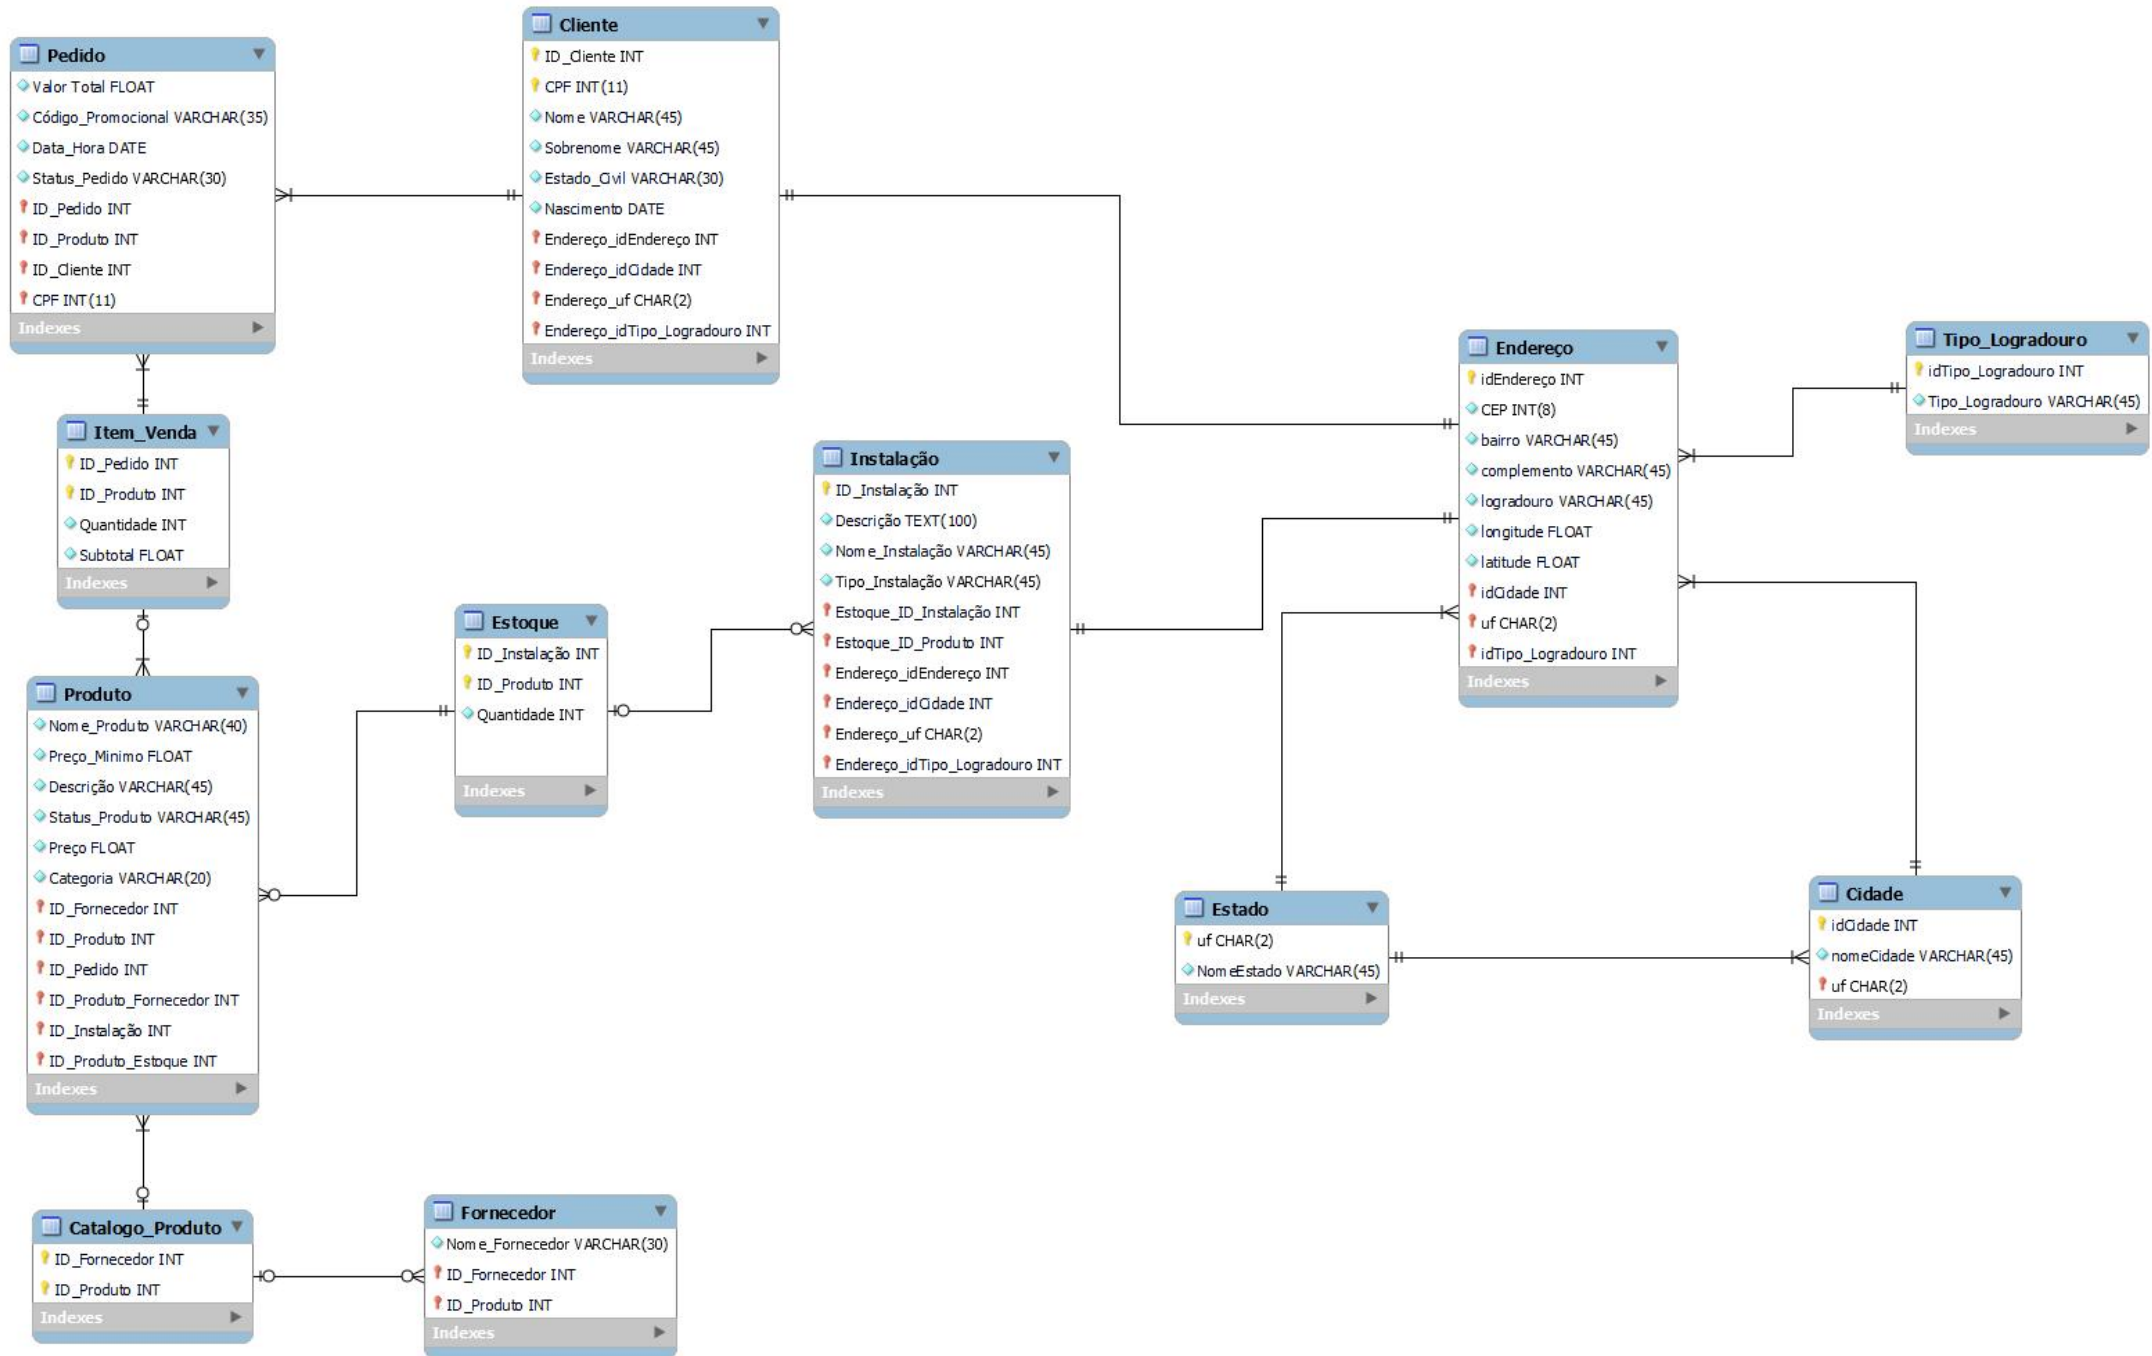 Pedido
Valor Total FLOAT
Código_Promocional VARCHAR(35)
Data_Hora DATE
Status_Pedido VARCHAR(30)
ID_Pedido INT
ID_Produto INT
ID_Cliente INT
CPF INT(11)
Indexes
Cliente
ID_Cliente INT
CPF INT(11)
Nome VARCHAR(45)
Sobrenome VARCHAR(45)
Estado_Civil VARCHAR(30)
Nascimento DATE
Endereço_idEndereço INT
Endereço_idCidade INT
Endereço_uf CHAR(2)
Endereço_idTipo_Logradouro INT
Indexes
Item_Venda
ID_Pedido INT
ID_Produto INT
Quantidade INT
Subtotal FLOAT
Indexes
Produto
Nome_Produto VARCHAR(40)
Preço_Minimo FLOAT
Descrição VARCHAR(45)
Status_Produto VARCHAR(45)
Preço FLOAT
Categoria VARCHAR(20)
ID_Fornecedor INT
ID_Produto INT
ID_Pedido INT
ID_Produto_Fornecedor INT
ID_Instalação INT
ID_Produto_Estoque INT
Indexes
Estoque
ID_Instalação INT
ID_Produto INT
Quantidade INT
Indexes
Instalação
ID_Instalação INT
Descrição TEXT(100)
Nome_Instalação VARCHAR(45)
Tipo_Instalação VARCHAR(45)
Estoque_ID_Instalação INT
Estoque_ID_Produto INT
Endereço_idEndereço INT
Endereço_idCidade INT
Endereço_uf CHAR(2)
Endereço_idTipo_Logradouro INT
Indexes
Endereço
idEndereço INT
CEP INT(8)
bairro VARCHAR(45)
complemento VARCHAR(45)
logradouro VARCHAR(45)
longitude FLOAT
latitude FLOAT
idCidade INT
uf CHAR(2)
idTipo_Logradouro INT
Indexes
Tipo_Logradouro
idTipo_Logradouro INT
Tipo_Logradouro VARCHAR(45)
Indexes
Estado
uf CHAR(2)
NomeEstado VARCHAR(45)
Indexes
Cidade
idCidade INT
nomeCidade VARCHAR(45)
uf CHAR(2)
Indexes
Catalogo_Produto
ID_Fornecedor INT
ID_Produto INT
Indexes
Fornecedor
Nome_Fornecedor VARCHAR(30)
ID_Fornecedor INT
ID_Produto INT
Indexes